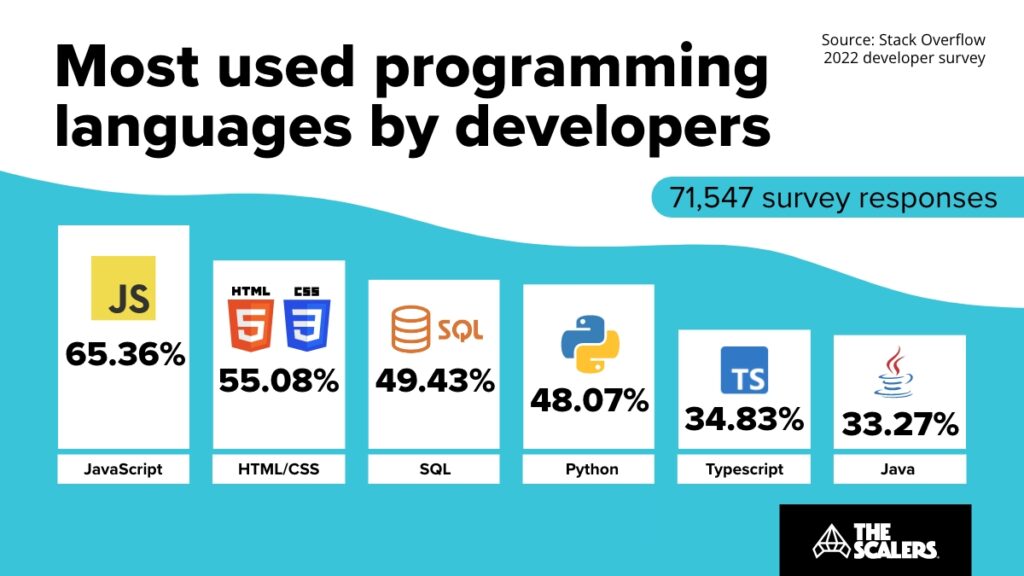 Most used programming
languages by developers
Source: Stack Overflow
2022 developer survey
71,547 survey responses
JS
65.36%
JavaScript
HTML CSS
5 3
55.08%
HTML/CSS
SQL
49.43%
SQL
48.07%
Python
TS
34.83%
Typescript
33.27%
Java
THE
SCALERS